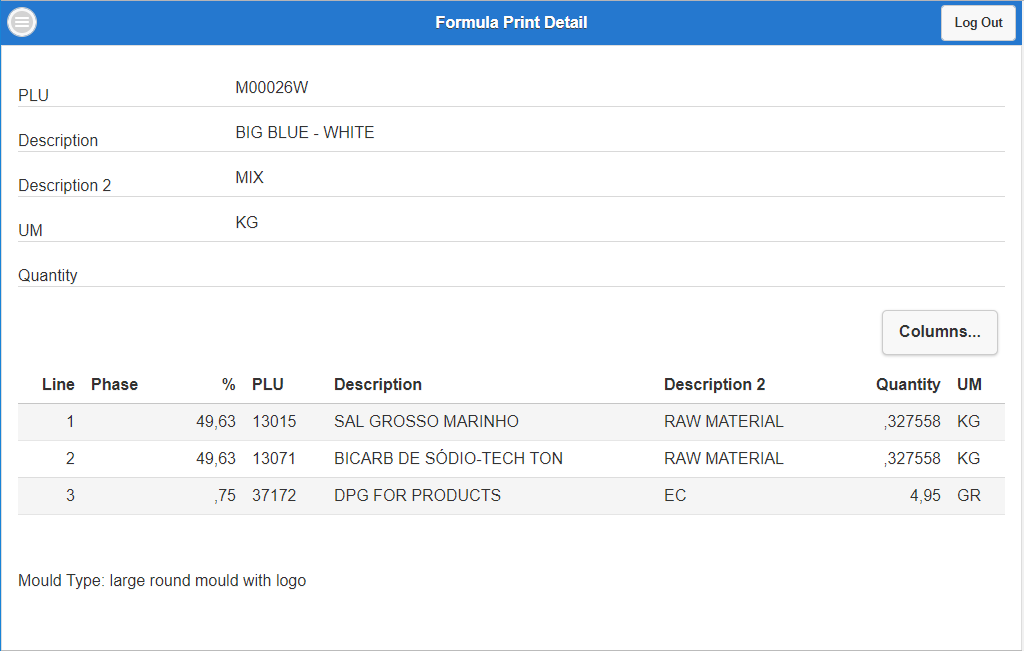 Formula Print Detail
Log Out
PLU M00026W
Description BIG BLUE - WHITE
Description 2 MIX
UM KG
Quantity
Columns...
Line Phase % PLU Description Description 2 Quantity UM
1 49,63 13015 SAL GROSSO MARINHO RAW MATERIAL ,327558 KG
2 49,63 13071 BICARB DE SÓDIO-TECH TON RAW MATERIAL ,327558 KG
3 ,75 37172 DPG FOR PRODUCTS EC 4,95 GR
Mould Type: large round mould with logo